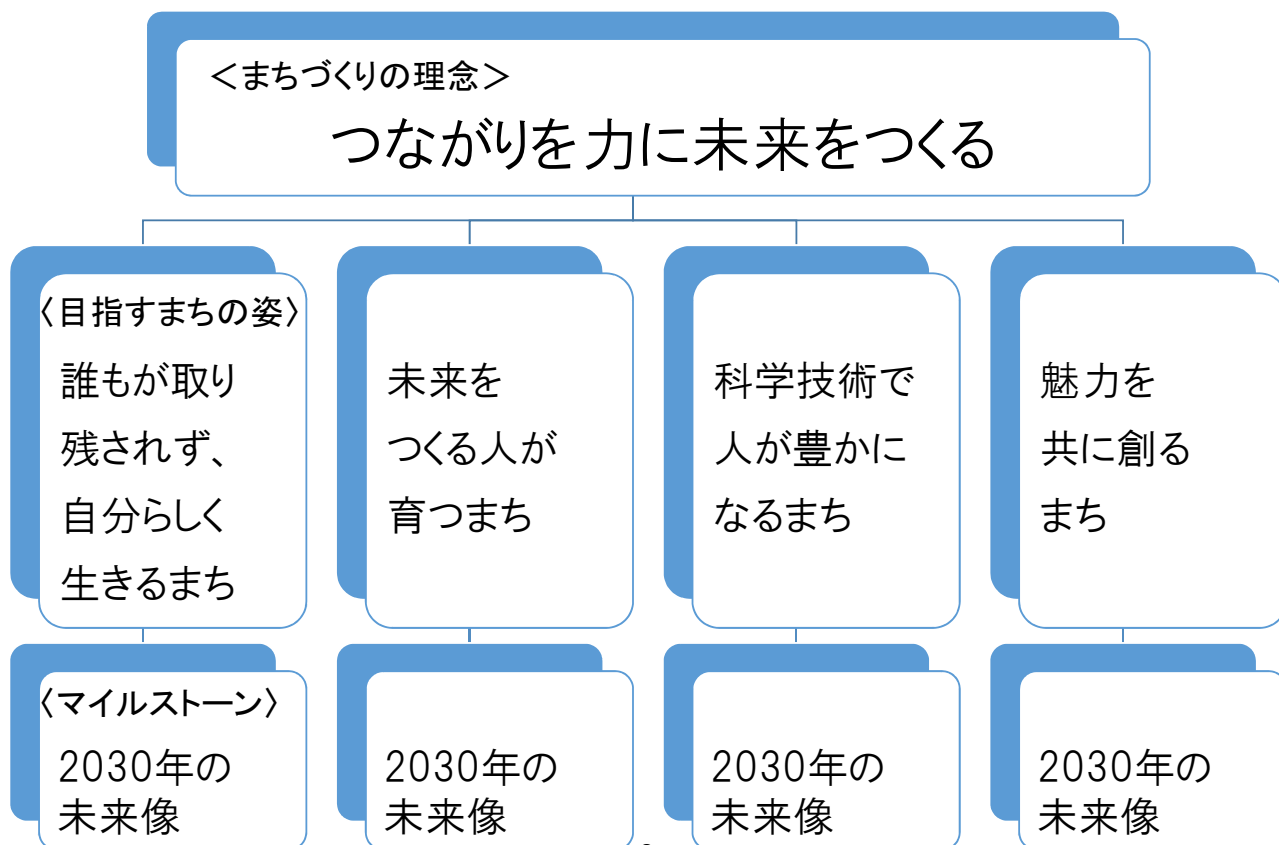 ＜まちづくりの理念＞
つながりを力に未来をつくる
〈目指すまちの姿〉
誰もが取り
残されず、
自分らしく
生きるまち
未来を
つくる人が
育つまち
科学技術で
人が豊かに
なるまち
魅力を
共に創る
まち
〈マイルストーン〉
2030年の
未来像
2030年の
未来像
2030年の
未来像
2030年の
未来像